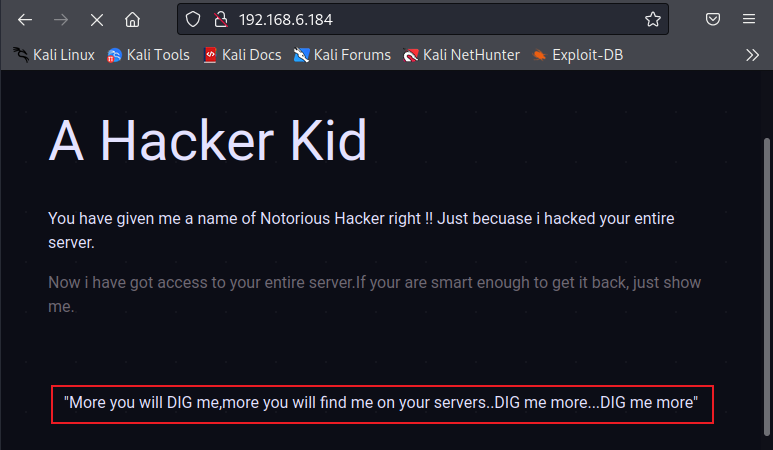 192.168.6.184
Kali Linux Kali Tools Kali Docs Kali Forums Kali NetHunter Exploit-DB
A Hacker Kid
You have given me a name of Notorious Hacker right !! Just becuase i hacked your entire
server.
Now i have got access to your entire server.If your are smart enough to get it back, just show
me.
"More you will DIG me,more you will find me on your servers..DIG me more...DIG me more"